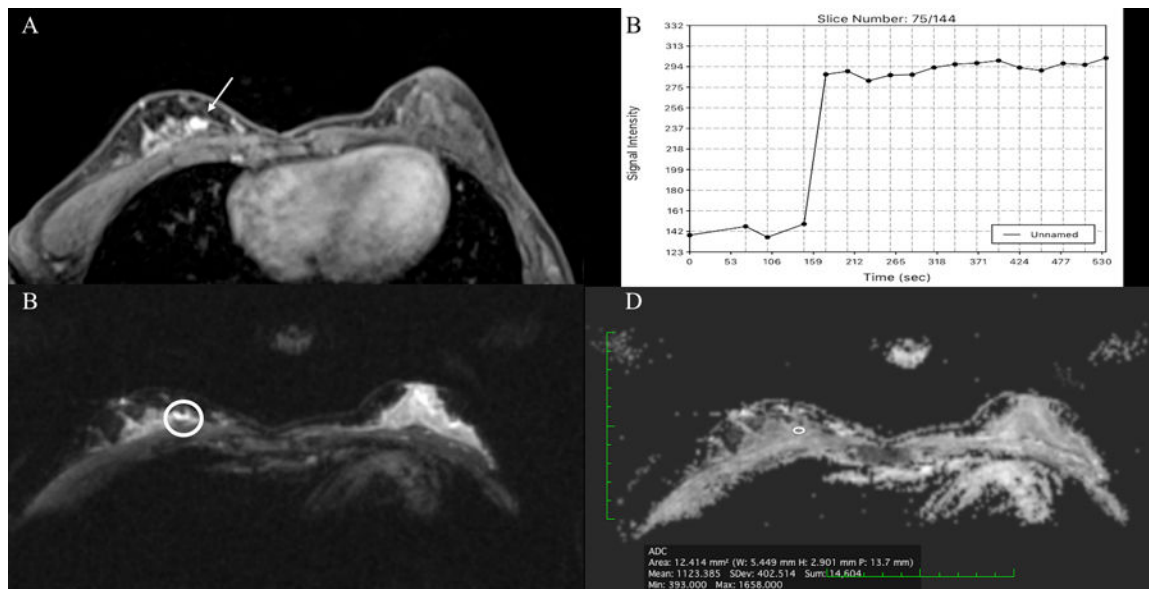 A
B
Slice Number: 75/144
Signal Intensity
332
313
294
275
256
237
218
199
180
161
142
123
0
53
106
159
212
265
318
371
424
477
530
Unnamed
Time (sec)
B
D
ADC
Area: 12.414 mm² (W: 5.449 mm H: 2.901 mm P: 13.7 mm)
Mean: 1123.385 SDev: 402.514 Sum: 14,604
Min: 393.000 Max: 1658.000